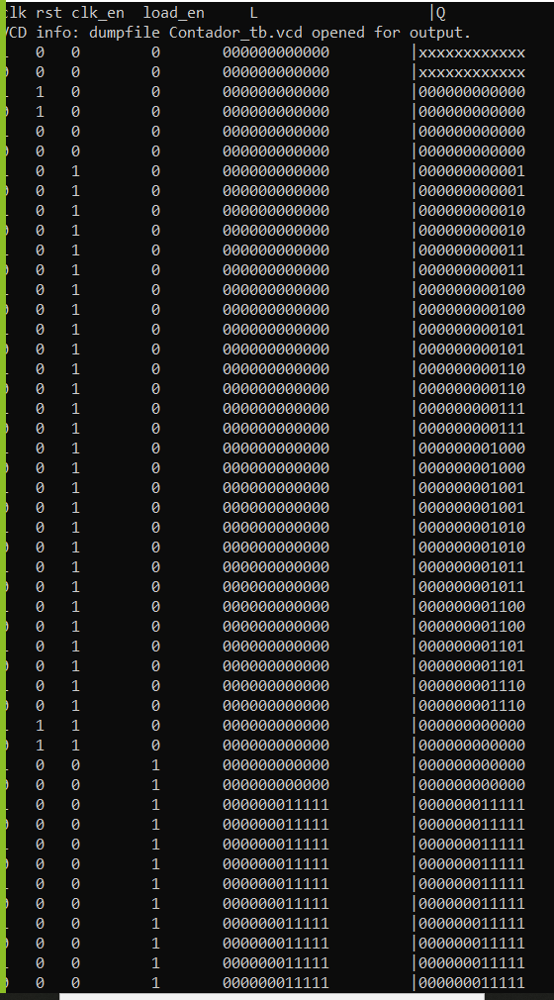 clk rst clk_en load_en L |Q
VCD info: dumpfile Contador_tb.vcd opened for output.
0 0 0 000000000000 |xxxxxxxxxxxx
0 0 0 000000000000 |xxxxxxxxxxxx
1 0 0 000000000000 |000000000000
1 0 0 000000000000 |000000000000
0 0 0 000000000000 |000000000000
0 0 0 000000000000 |000000000000
0 1 0 000000000000 |000000000001
0 1 0 000000000000 |000000000001
0 1 0 000000000000 |000000000010
0 1 0 000000000000 |000000000010
0 1 0 000000000000 |000000000011
0 1 0 000000000000 |000000000011
0 1 0 000000000000 |000000000100
0 1 0 000000000000 |000000000100
0 1 0 000000000000 |000000000101
0 1 0 000000000000 |000000000101
0 1 0 000000000000 |000000000110
0 1 0 000000000000 |000000000110
0 1 0 000000000000 |000000000111
0 1 0 000000000000 |000000000111
0 1 0 000000000000 |000000001000
0 1 0 000000000000 |000000001000
0 1 0 000000000000 |000000001001
0 1 0 000000000000 |000000001001
0 1 0 000000000000 |000000001010
0 1 0 000000000000 |000000001010
0 1 0 000000000000 |000000001011
0 1 0 000000000000 |000000001011
0 1 0 000000000000 |000000001100
0 1 0 000000000000 |000000001100
0 1 0 000000000000 |000000001101
0 1 0 000000000000 |000000001101
0 1 0 000000000000 |000000001110
0 1 0 000000000000 |000000001110
1 1 0 000000000000 |000000000000
1 1 0 000000000000 |000000000000
0 0 1 000000000000 |000000000000
0 0 1 000000000000 |000000000000
0 0 1 000000011111 |000000011111
0 0 1 000000011111 |000000011111
0 0 1 000000011111 |000000011111
0 0 1 000000011111 |000000011111
0 0 1 000000011111 |000000011111
0 0 1 000000011111 |000000011111
0 0 1 000000011111 |000000011111
0 0 1 000000011111 |000000011111
0 0 1 000000011111 |000000011111
0 0 1 000000011111 |000000011111